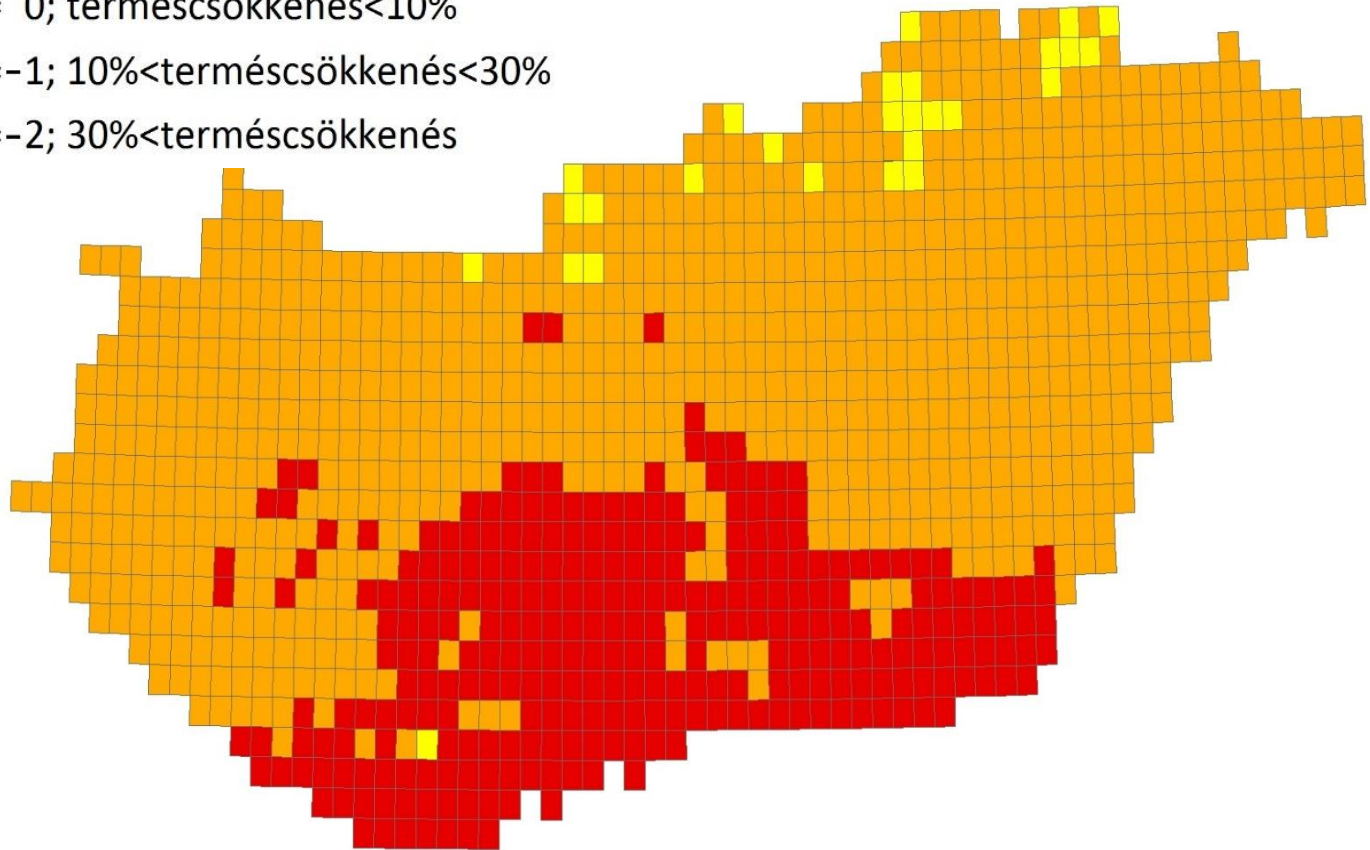 = 0; terméscsökkenés<10%
=-1; 10%<terméscsökkenés<30%
=-2; 30%<terméscsökkenés